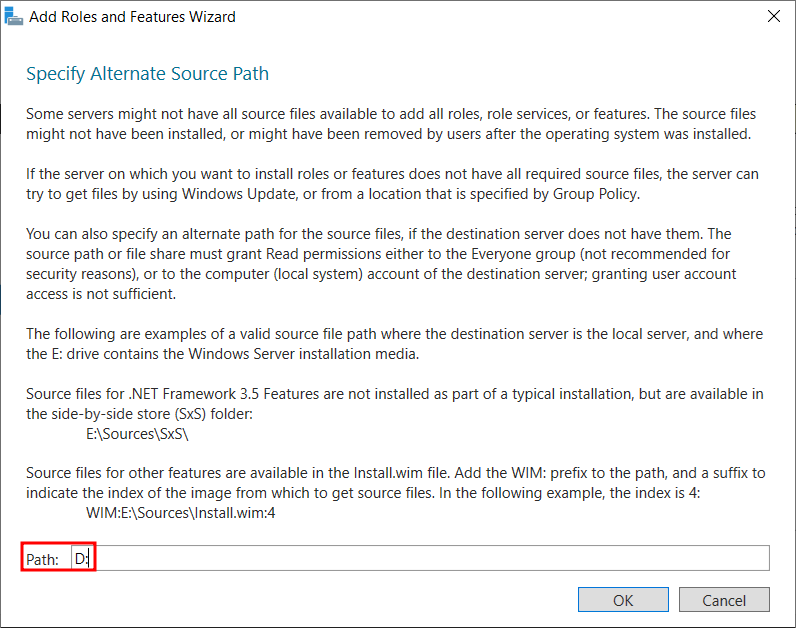 Add Roles and Features Wizard
Specify Alternate Source Path
Some servers might not have all source files available to add all roles, role services, or features. The source files
might not have been installed, or might have been removed by users after the operating system was installed.
If the server on which you want to install roles or features does not have all required source files, the server can
try to get files by using Windows Update, or from a location that is specified by Group Policy.
You can also specify an alternate path for the source files, if the destination server does not have them. The
source path or file share must grant Read permissions either to the Everyone group (not recommended for
security reasons), or to the computer (local system) account of the destination server; granting user account
access is not sufficient.
The following are examples of a valid source file path where the destination server is the local server, and where
the E: drive contains the Windows Server installation media.
Source files for .NET Framework 3.5 Features are not installed as part of a typical installation, but are available in
the side-by-side store (SxS) folder:
E:\Sources\SxS\
Source files for other features are available in the Install.wim file. Add the WIM: prefix to the path, and a suffix to
indicate the index of the image from which to get source files. In the following example, the index is 4:
WIM:E:\Sources\Install.wim:4
Path: D:
OK Cancel